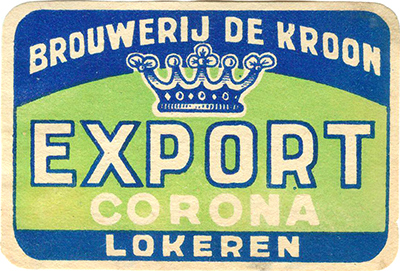 BROUWERIJ DE KROON
EXPORT
CORONA
LOKEREN